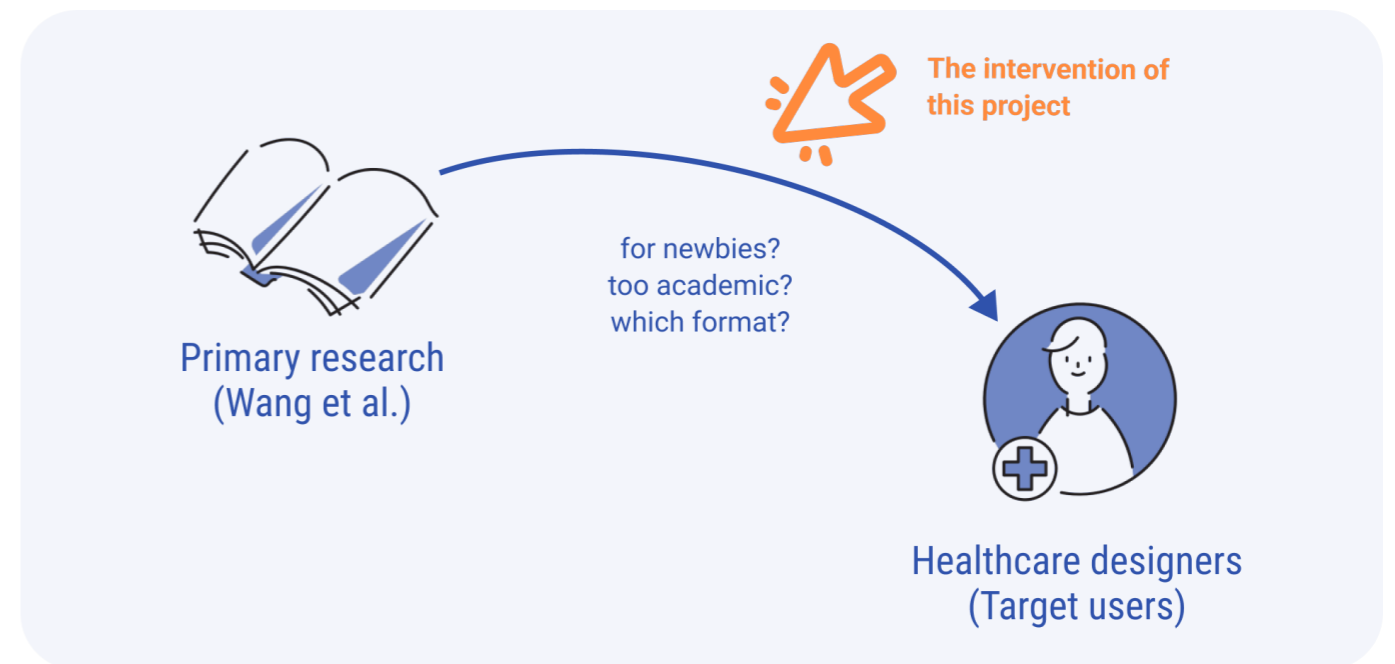 The intervention of
this project
for newbies?
too academic?
which format?
Primary research
(Wang et al.)
Healthcare designers
(Target users)